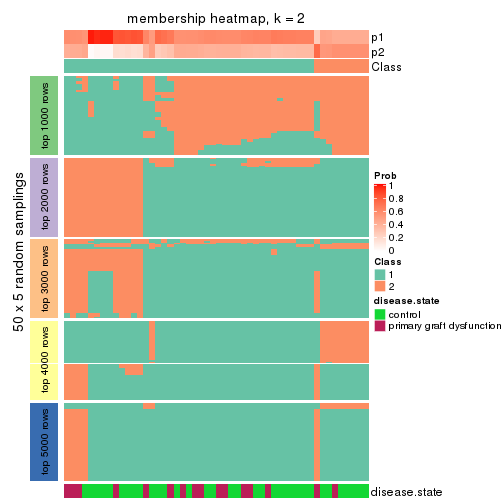 membership heatmap, k = 2
p1
p2
Class
50 x 5 random samplings
top 1000 rows
top 2000 rows
top 3000 rows
top 4000 rows
top 5000 rows
Prob
1
0.8
0.6
0.4
0.2
0
Class
1
2
disease.state
control
primary graft dysfunction
disease.state